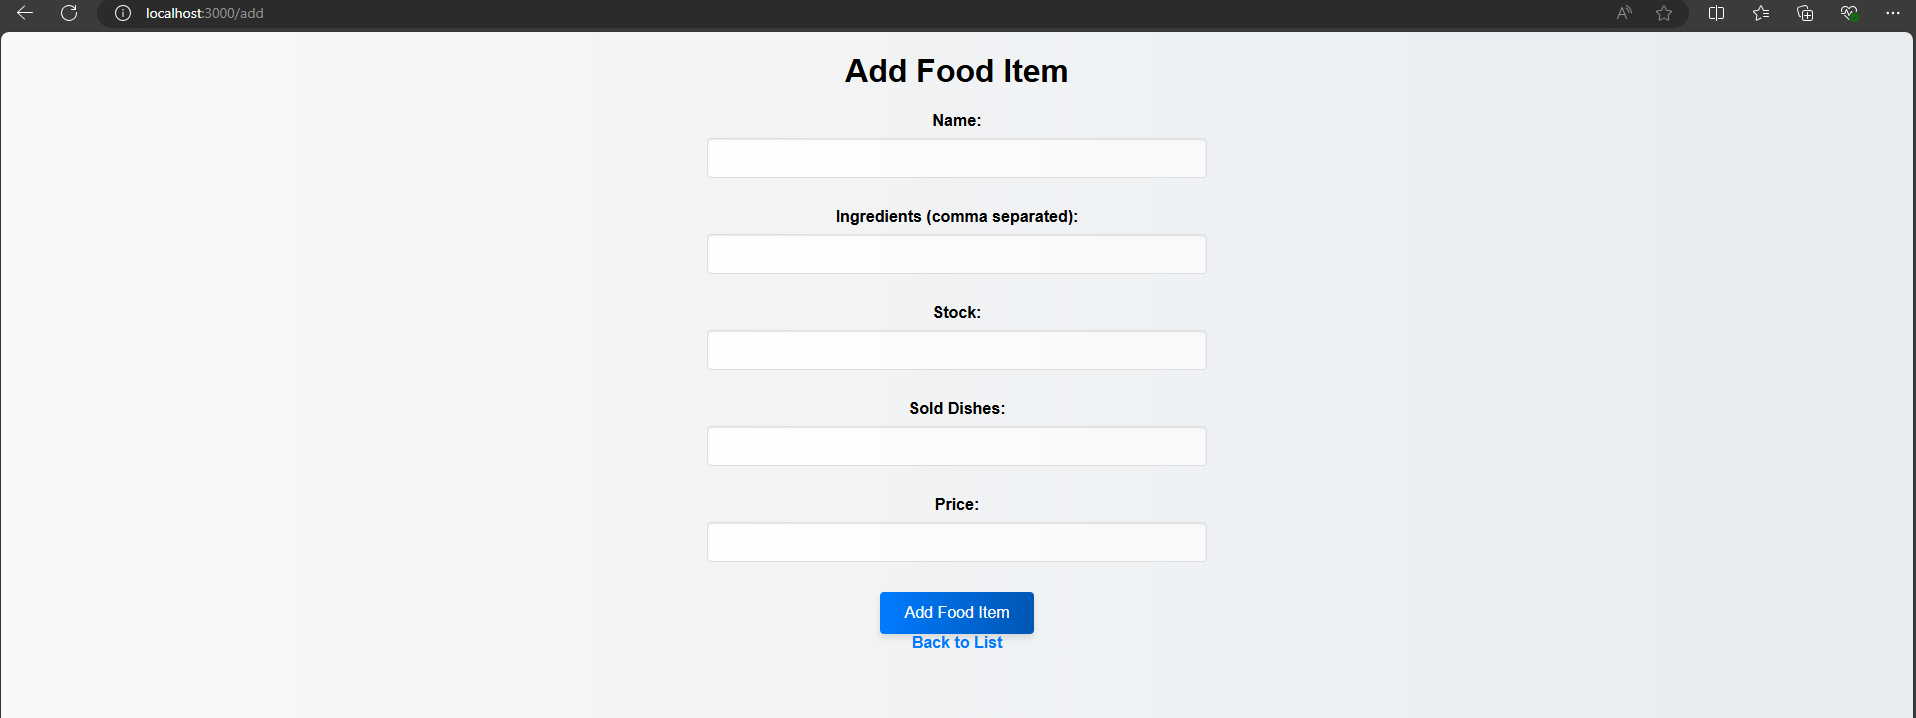 localhost:3000/add
Add Food Item
Name:
Ingredients (comma separated):
Stock:
Sold Dishes:
Price:
Add Food Item
Back to List